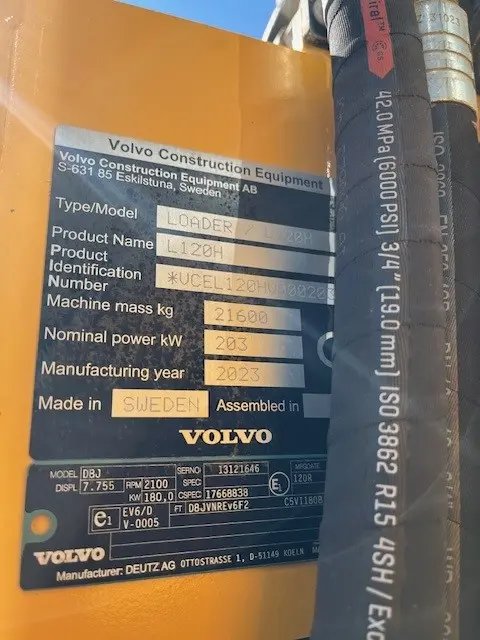 Volvo Construction Equipment
Volvo Construction Equipment AB
S-631 85 Eskilstuna, Sweden
Type/Model LOADER /
Product Name L120H
Product
Identification
Number
Machine mass kg 21600
Nominal power kW 203
Manufacturing year 2023
Made in SWEDEN Assembled in
VOLVO
MODEL D8J SERNO 13121646
DISPL 7.755 RPM 2100 SPEC 120R
KW 180,0 CSPEC 17668838
e1 EV6/D FT D8JVNREv6F2
V-0005
VOLVO
Manufacturer: DEUTZ AG OTTOSTRASSE 1, D-51149 KOELN
42.0 MPa (6000 PSI) 3/4" (19.0 mm) ISO 3862 R15 4SH / EXC